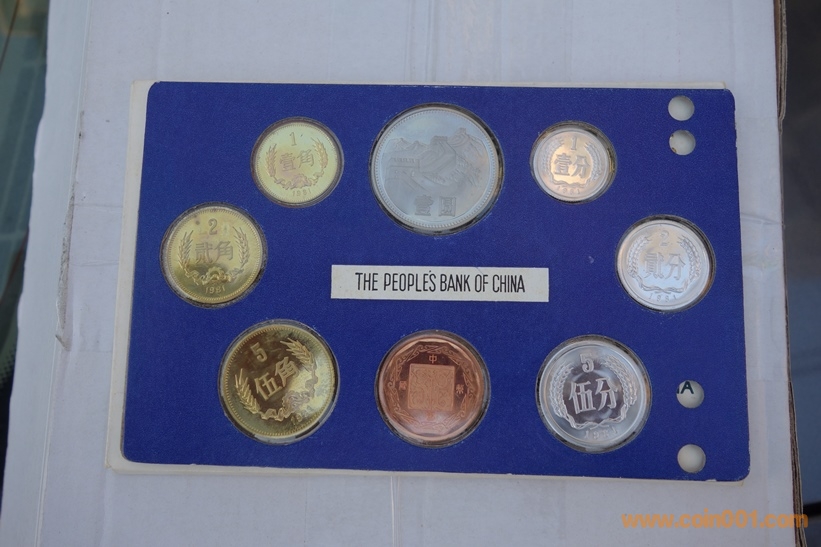 1
壹角
1981
壹圆
1
壹分
2
贰角
1981
2
贰分
THE PEOPLE'S BANK OF CHINA
5
伍角
中
5
伍分
A
www.coin001.com